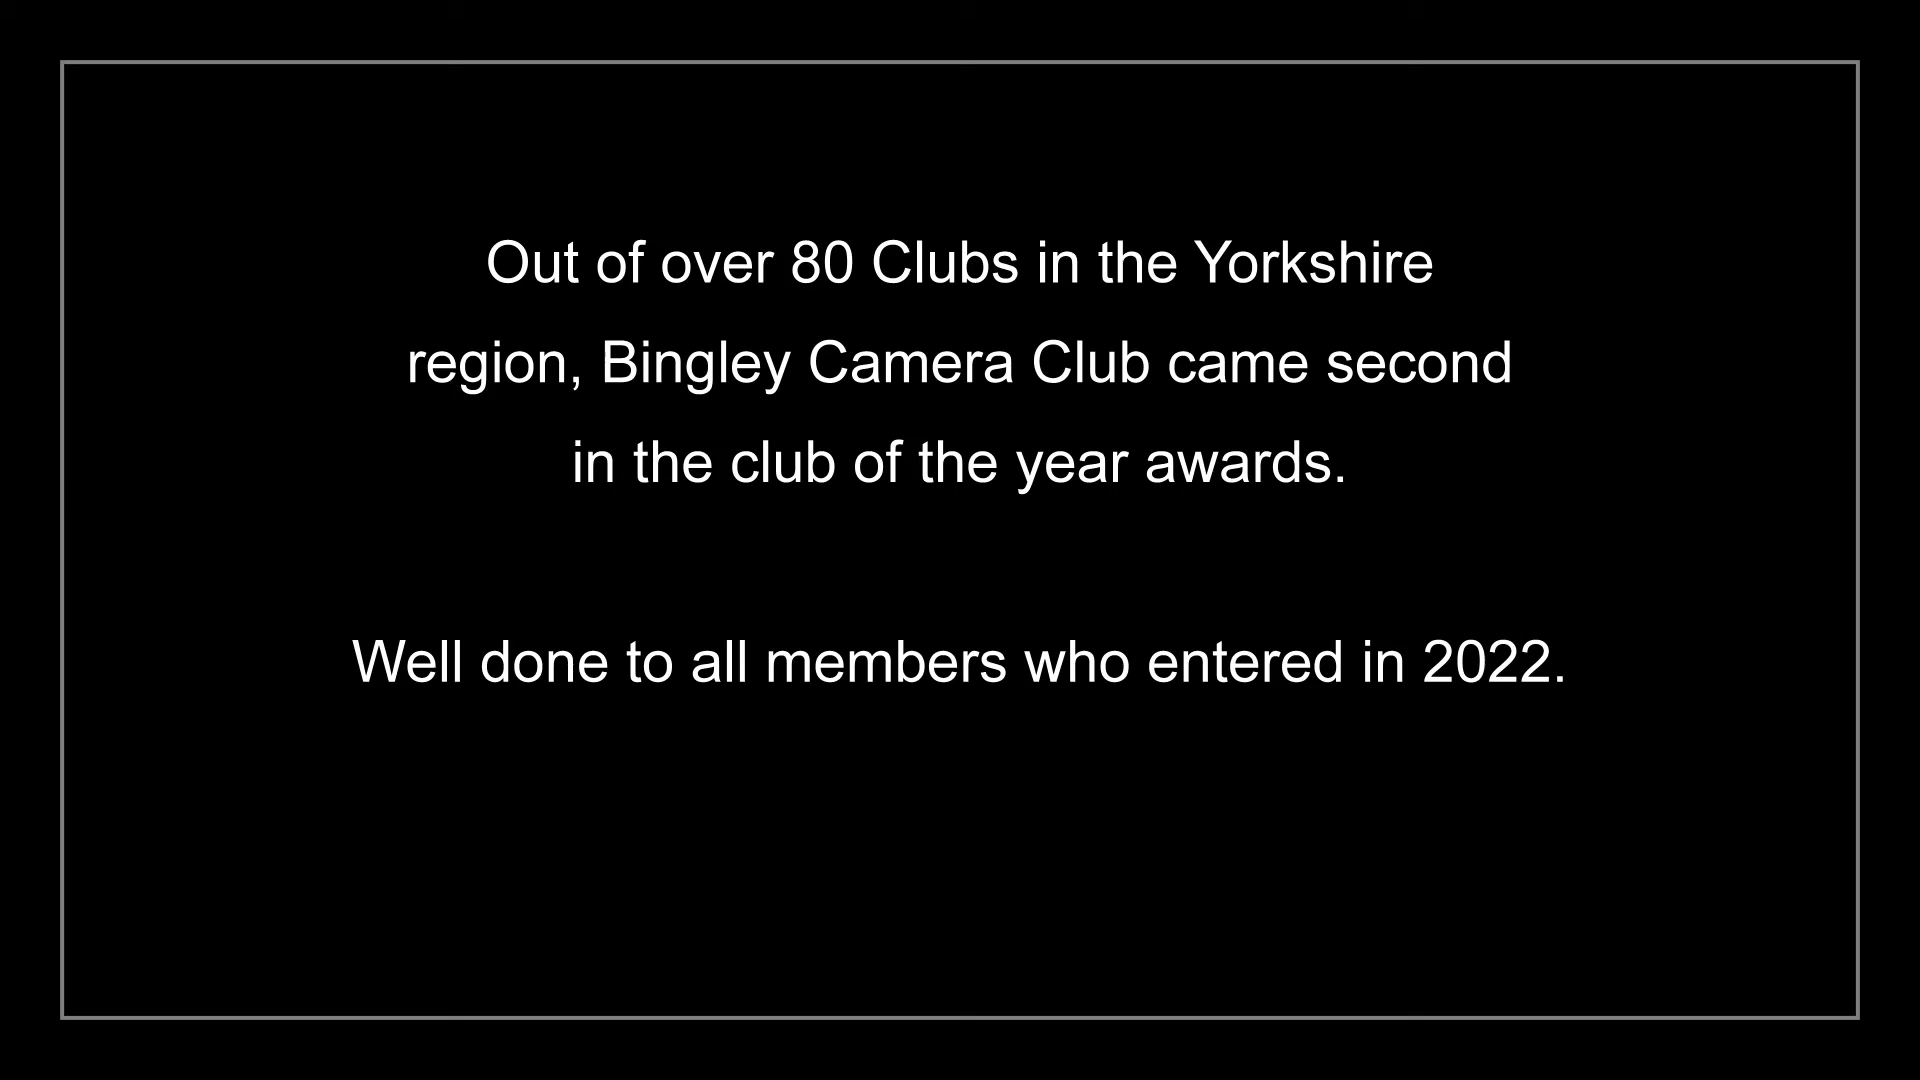 Out of over 80 Clubs in the Yorkshire
region, Bingley Camera Club came second
in the club of the year awards.
Well done to all members who entered in 2022.